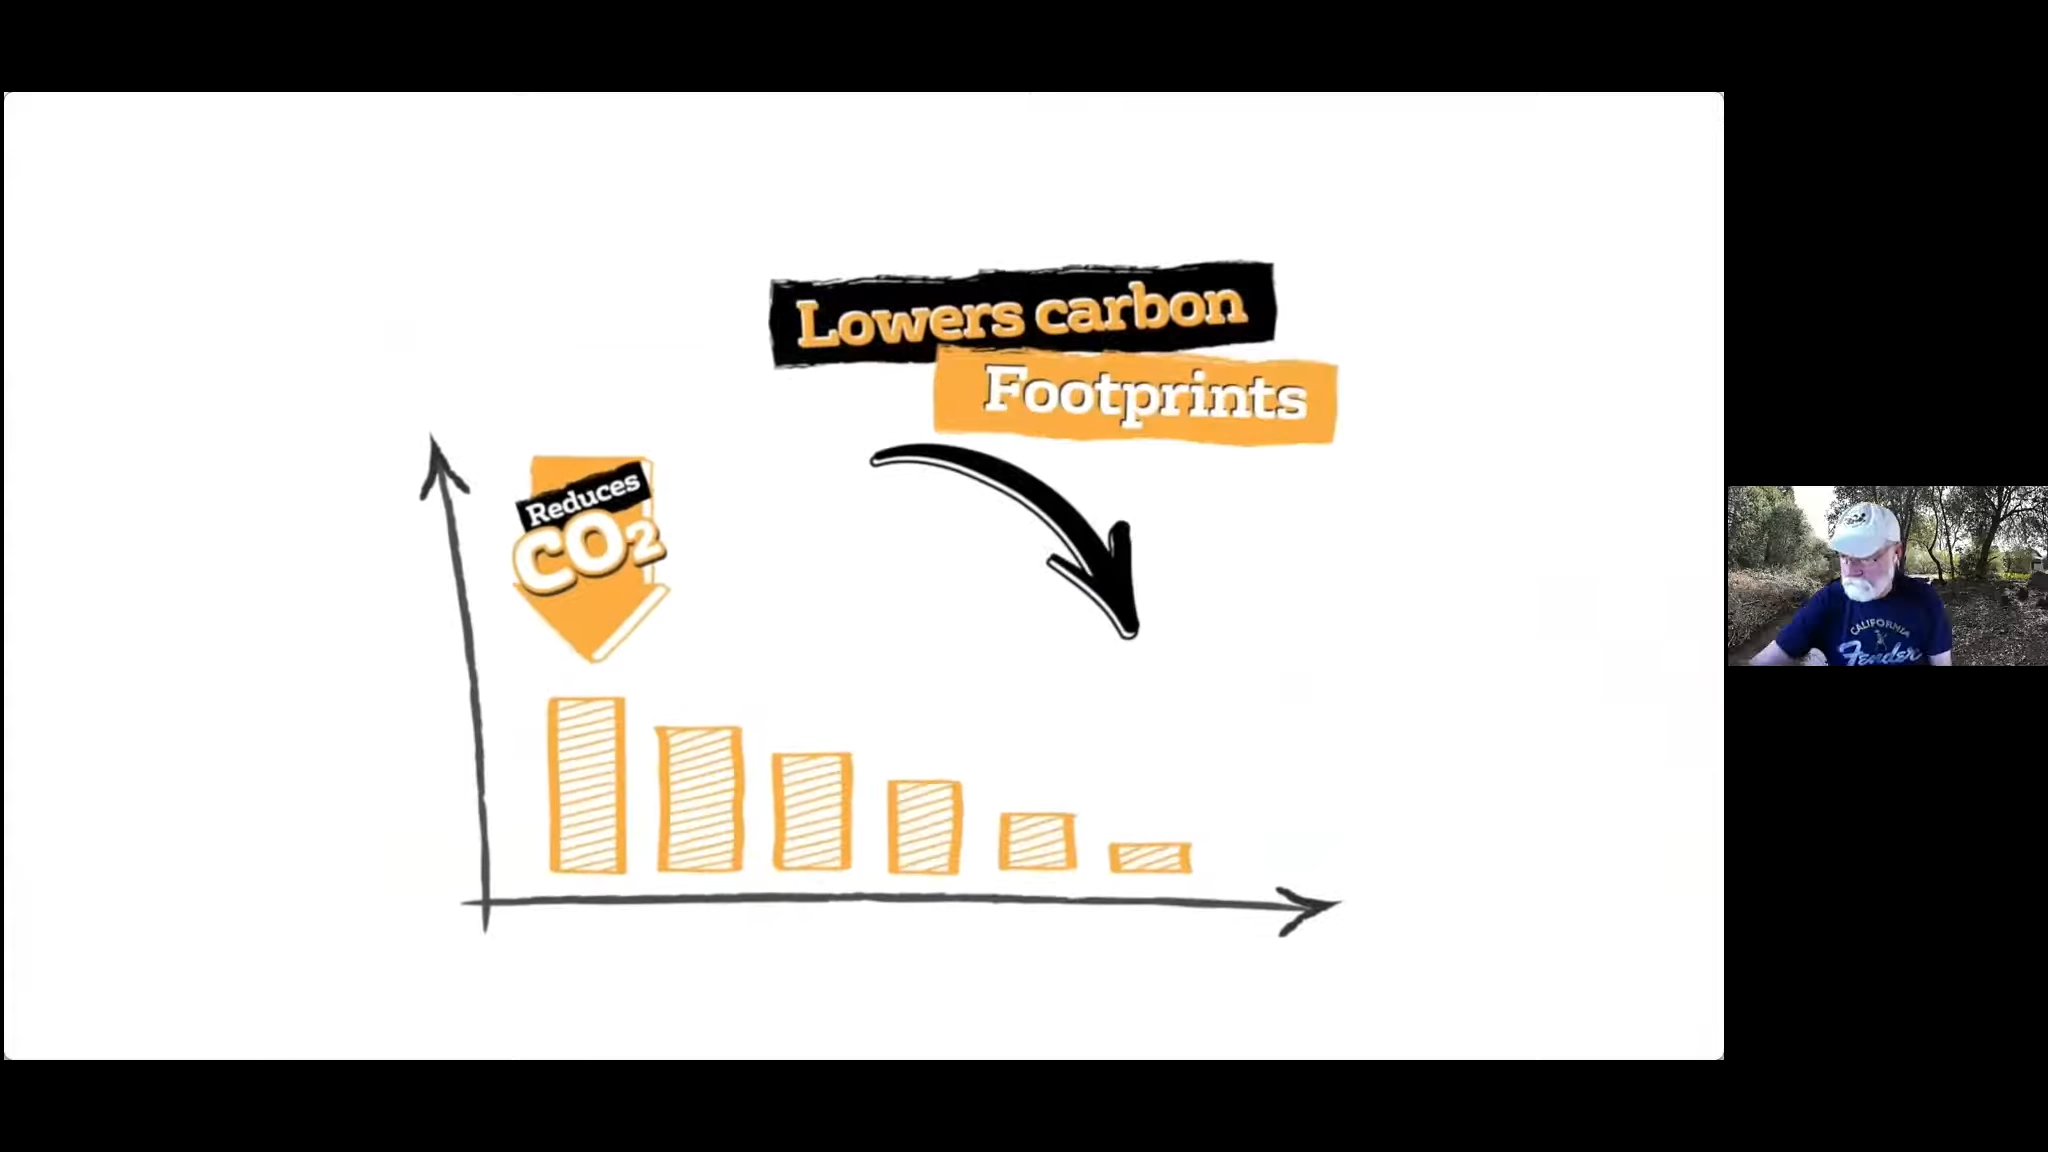 Lowers carbon
Footprints
Reduces
CO₂
CALIFORNIA
Fender